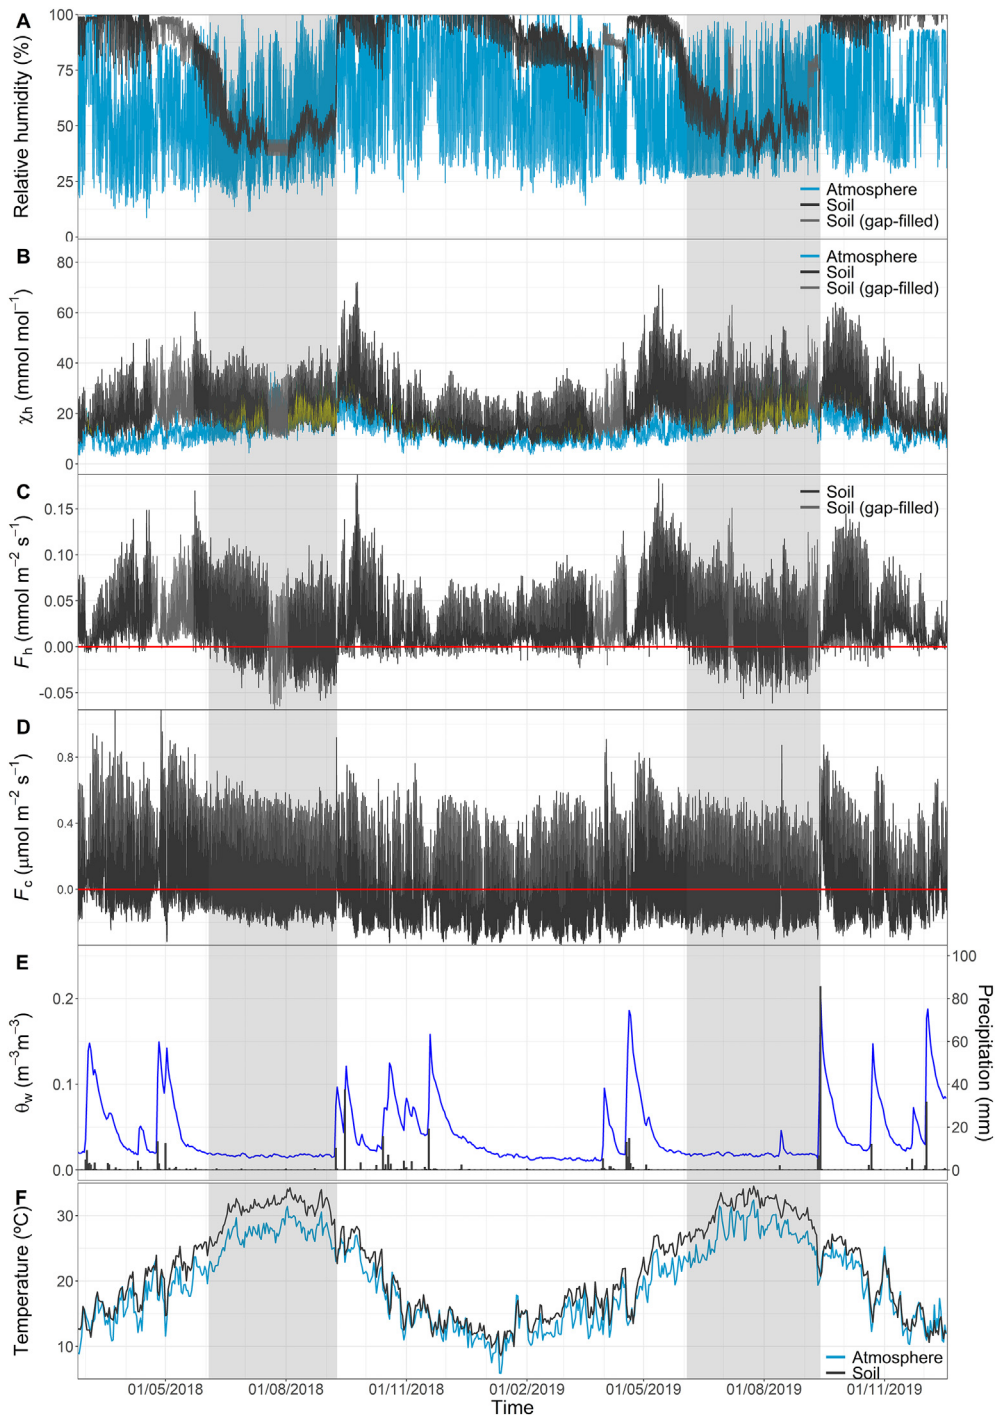 A
Relative humidity (%)
100
75
50
25
0
Atmosphere
Soil
Soil (gap-filled)
B
χh (mmol mol−1)
80
60
40
20
0
Atmosphere
Soil
Soil (gap-filled)
C
Fh (mmol m−2 s−1)
0.15
0.10
0.05
0.00
-0.05
Soil
Soil (gap-filled)
D
Fc (μmol m−2 s−1)
0.8
0.4
0.0
E
θw (m−3m−3)
0.2
0.1
0.0
100
80
60
40
20
0
Precipitation (mm)
F
Temperature (ºC)
30
20
10
Atmosphere
Soil
01/05/2018 01/08/2018 01/11/2018 01/02/2019 01/05/2019 01/08/2019 01/11/2019
Time